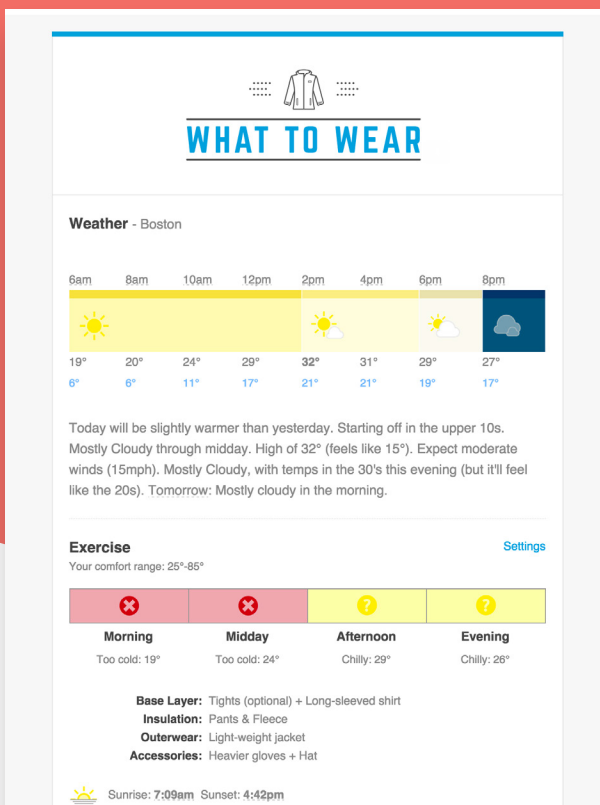 WHAT TO WEAR
Weather - Boston
6am 8am 10am 12pm 2pm 4pm 6pm 8pm
19° 20° 24° 29° 32° 31° 29° 27°
6° 6° 11° 17° 21° 21° 19° 17°
Today will be slightly warmer than yesterday. Starting off in the upper 10s.
Mostly Cloudy through midday. High of 32° (feels like 15°). Expect moderate
winds (15mph). Mostly Cloudy, with temps in the 30's this evening (but it'll feel
like the 20s). Tomorrow: Mostly cloudy in the morning.
Exercise Settings
Your comfort range: 25°-85°
? ?
Morning Midday Afternoon Evening
Too cold: 19° Too cold: 24° Chilly: 29° Chilly: 26°
Base Layer: Tights (optional) + Long-sleeved shirt
Insulation: Pants & Fleece
Outerwear: Light-weight jacket
Accessories: Heavier gloves + Hat
Sunrise: 7:09am Sunset: 4:42pm